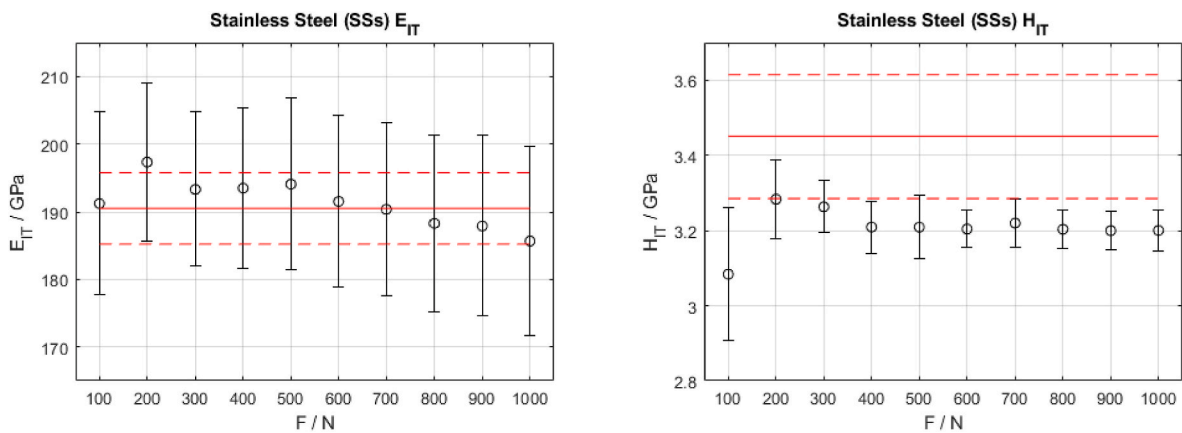 Stainless Steel (SSs) E_IT
210
200
190
180
170
E_IT / GPa
100 200 300 400 500 600 700 800 900 1000
F / N
Stainless Steel (SSs) H_IT
3.6
3.4
3.2
3
2.8
H_IT / GPa
100 200 300 400 500 600 700 800 900 1000
F / N